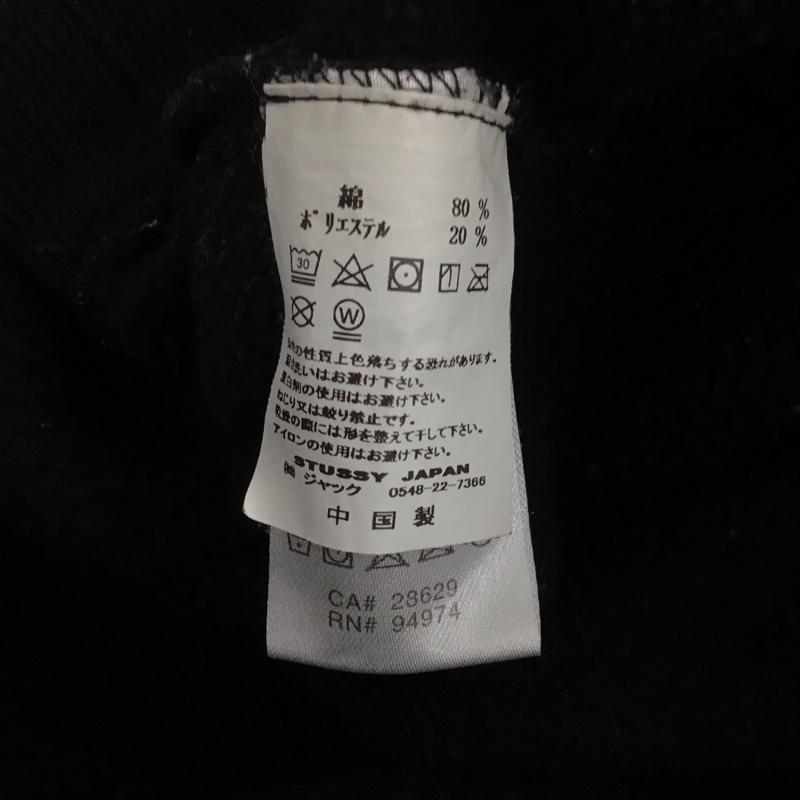 綿 80 %
ポリエステル 20 %
30
W
の性質上色落ちする恐れがあります。
洗いはお避け下さい。
白剤の使用はお避け下さい。
ねじり又は絞り禁止です。
乾燥の際には形を整えて干して下さい。
アイロンの使用はお避け下さい。
STUSSY JAPAN
㈱ ジャック 0548-22-7366
中国製
CA# 28629
RN# 94974